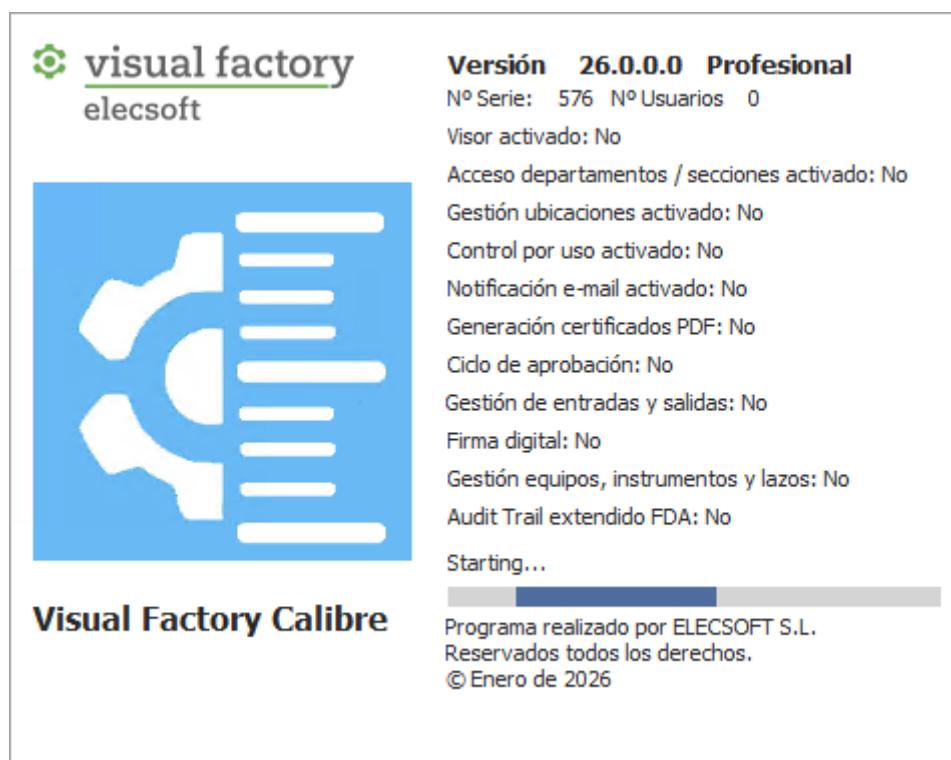 visual factory
elecsoft
Versión 26.0.0.0 Profesional
Nº Serie: 576 Nº Usuarios 0
Visor activado: No
Acceso departamentos / secciones activado: No
Gestión ubicaciones activado: No
Control por uso activado: No
Notificación e-mail activado: No
Generación certificados PDF: No
Ciclo de aprobación: No
Gestión de entradas y salidas: No
Firma digital: No
Gestión equipos, instrumentos y lazos: No
Audit Trail extendido FDA: No
Starting...
Visual Factory Calibre
Programa realizado por ELECSOFT S.L.
Reservados todos los derechos.
© Enero de 2026